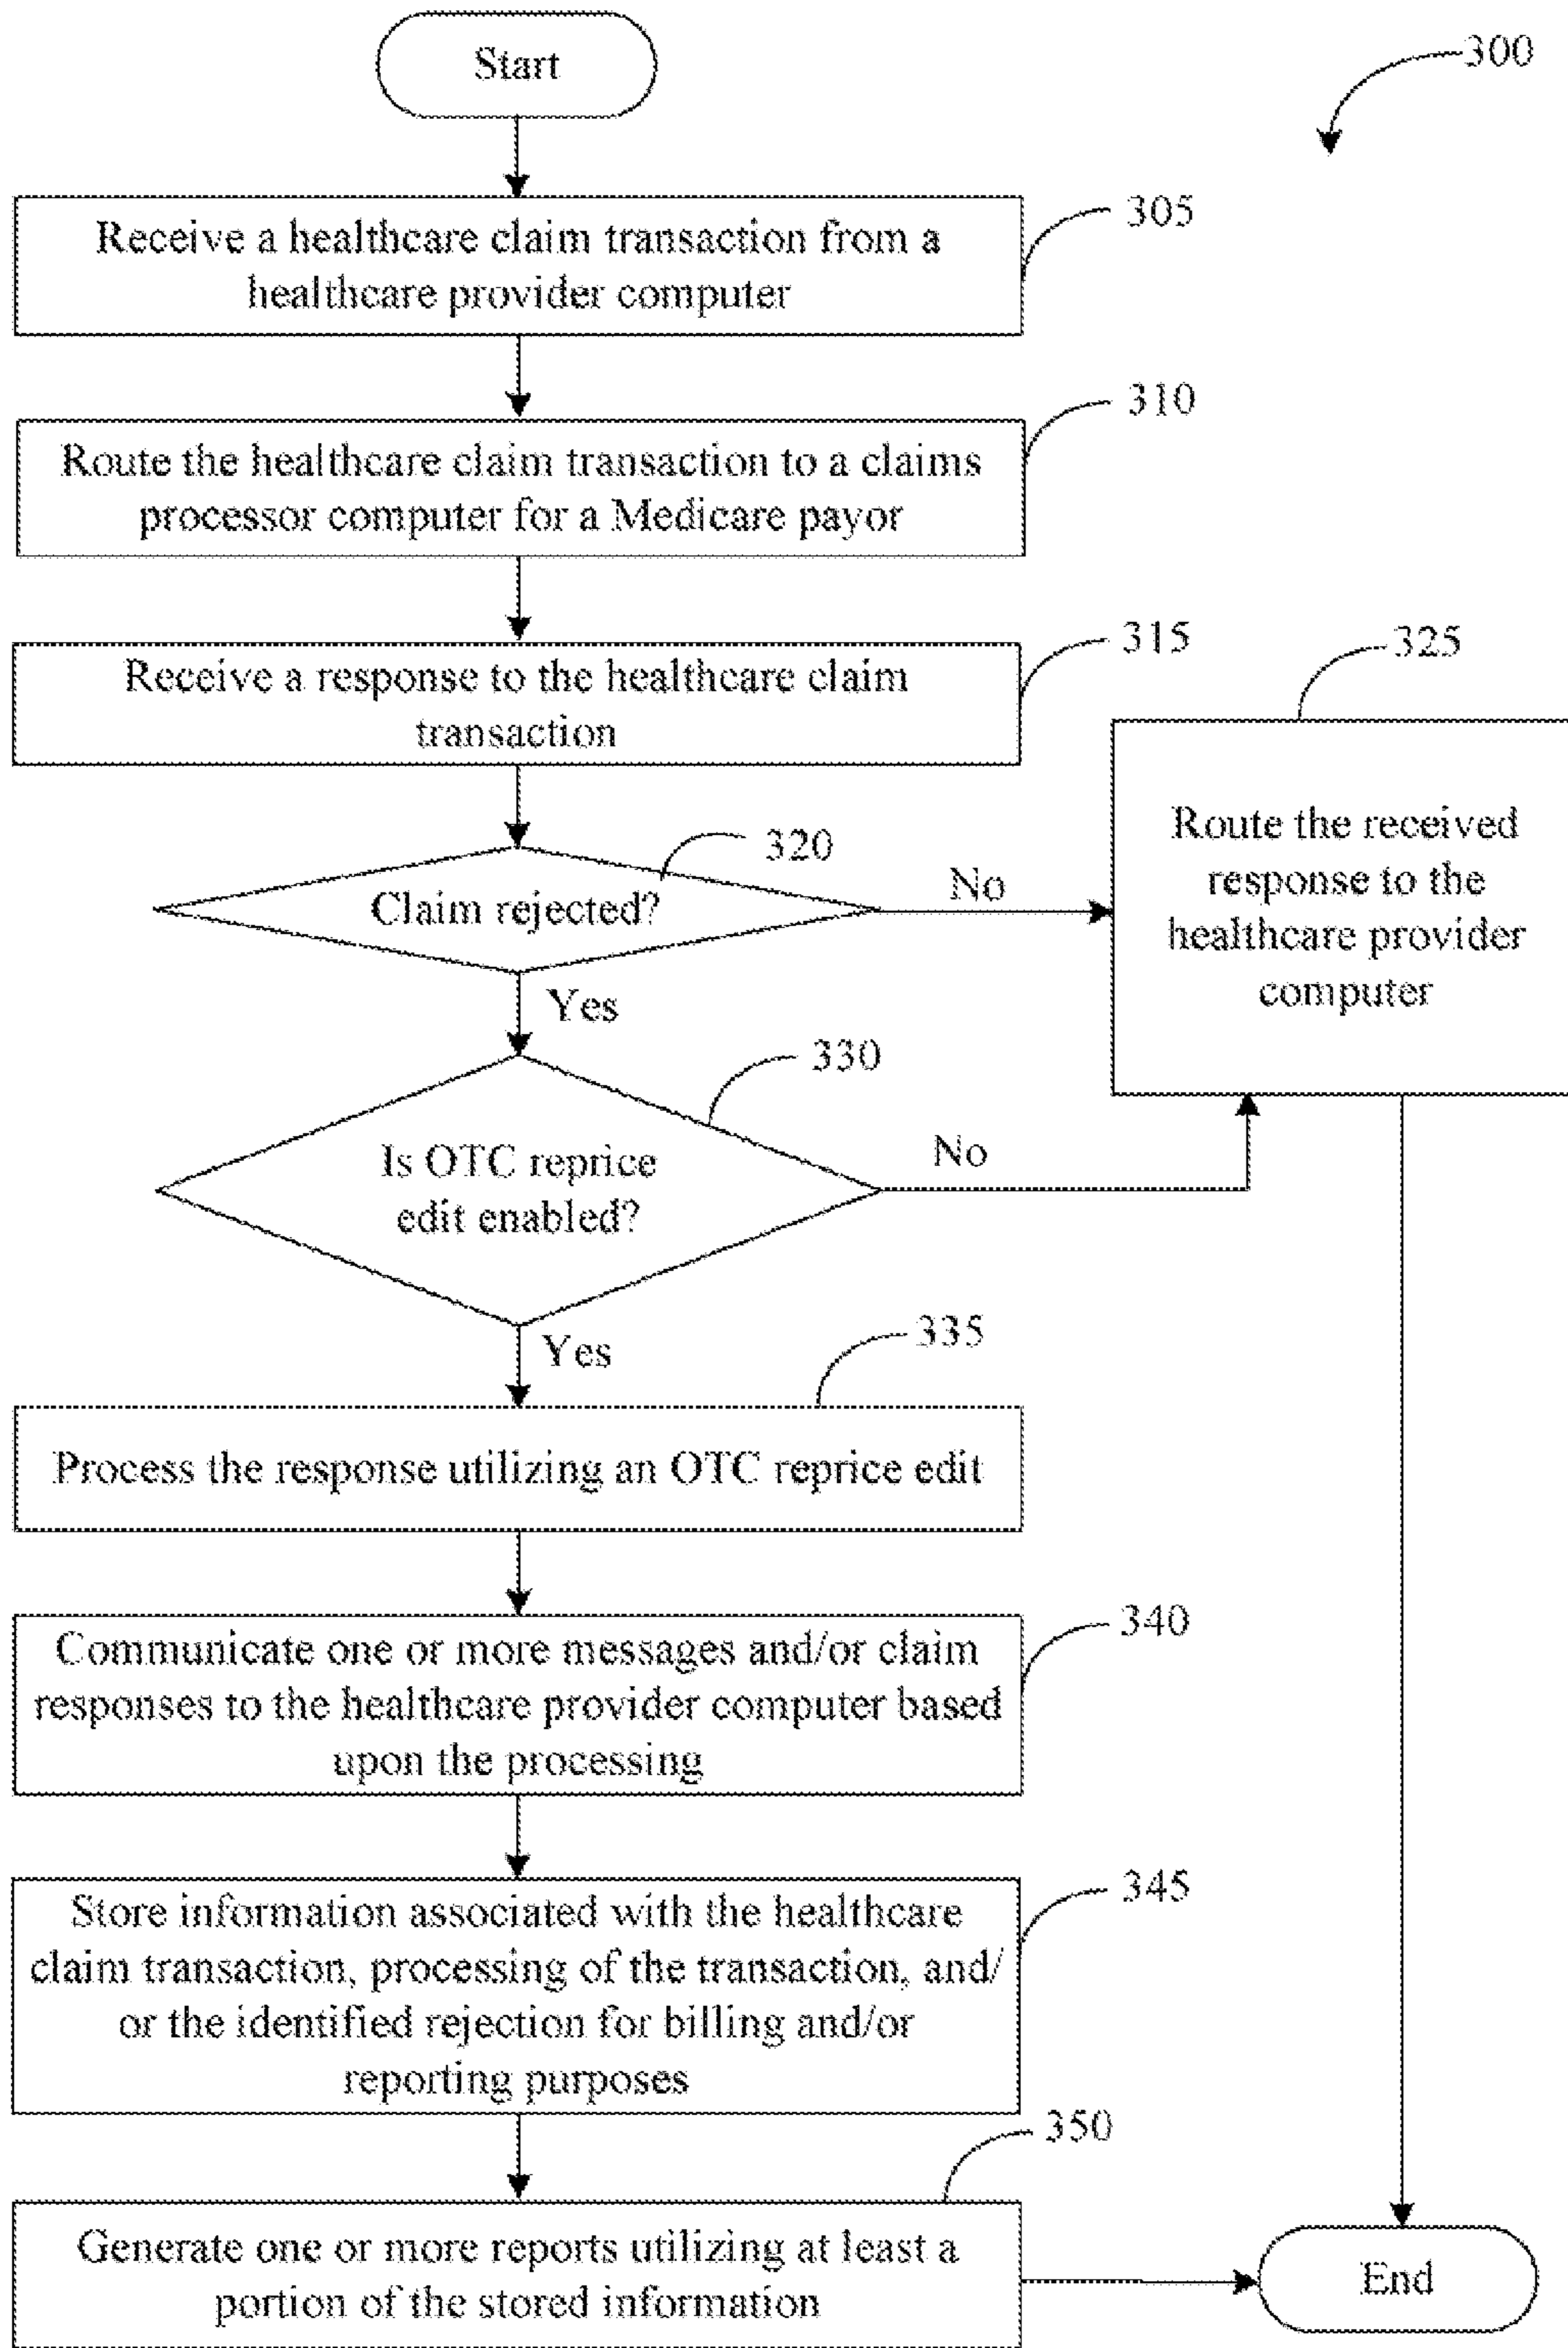 Start
300
Receive a healthcare claim transaction from a
healthcare provider computer
305
Route the healthcare claim transaction to a claims
processor computer for a Medicare payor
310
Receive a response to the healthcare claim
transaction
315
325
Route the received
response to the
healthcare provider
computer
320
Claim rejected?
No
Yes
330
Is OTC reprice
edit enabled?
No
Yes
335
Process the response utilizing an OTC reprice edit
340
Communicate one or more messages and/or claim
responses to the healthcare provider computer based
upon the processing
345
Store information associated with the healthcare
claim transaction, processing of the transaction, and/
or the identified rejection for billing and/or
reporting purposes
350
Generate one or more reports utilizing at least a
portion of the stored information
End